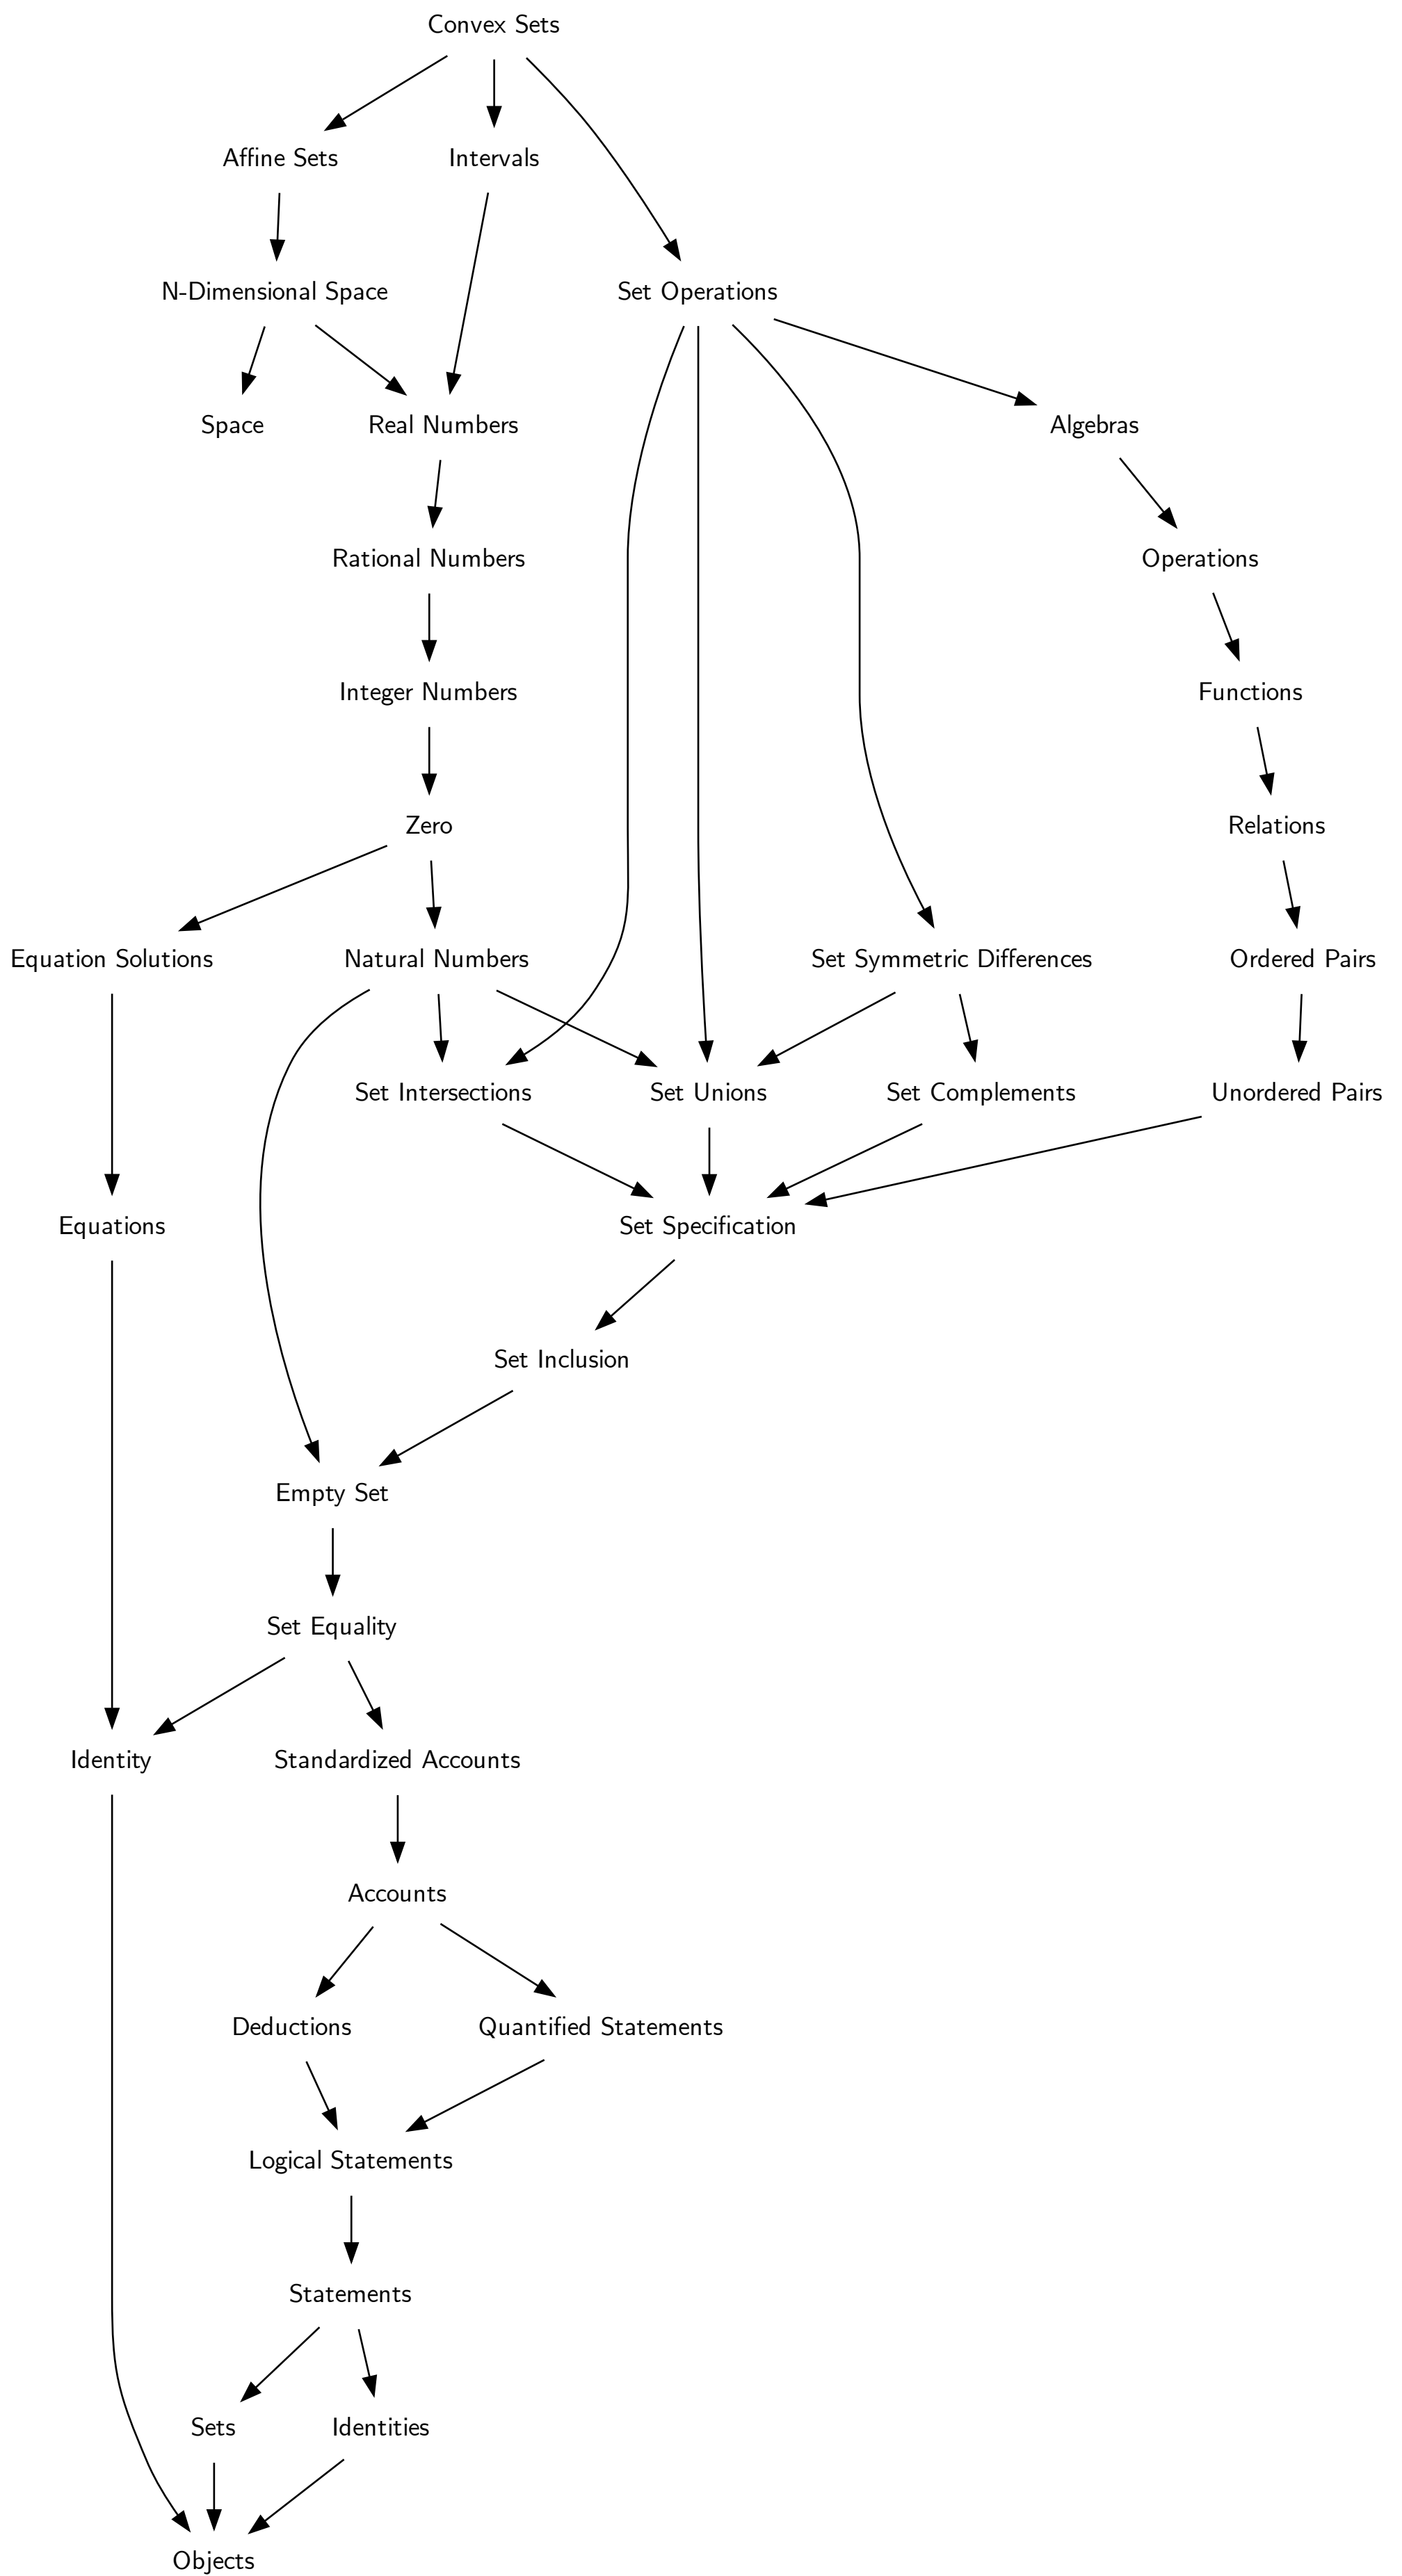 Convex Sets
Affine Sets
Intervals
N-Dimensional Space
Set Operations
Space
Real Numbers
Algebras
Rational Numbers
Operations
Integer Numbers
Functions
Zero
Relations
Equation Solutions
Natural Numbers
Set Symmetric Differences
Ordered Pairs
Set Intersections
Set Unions
Set Complements
Unordered Pairs
Equations
Set Specification
Set Inclusion
Empty Set
Set Equality
Identity
Standardized Accounts
Accounts
Deductions
Quantified Statements
Logical Statements
Statements
Sets
Identities
Objects